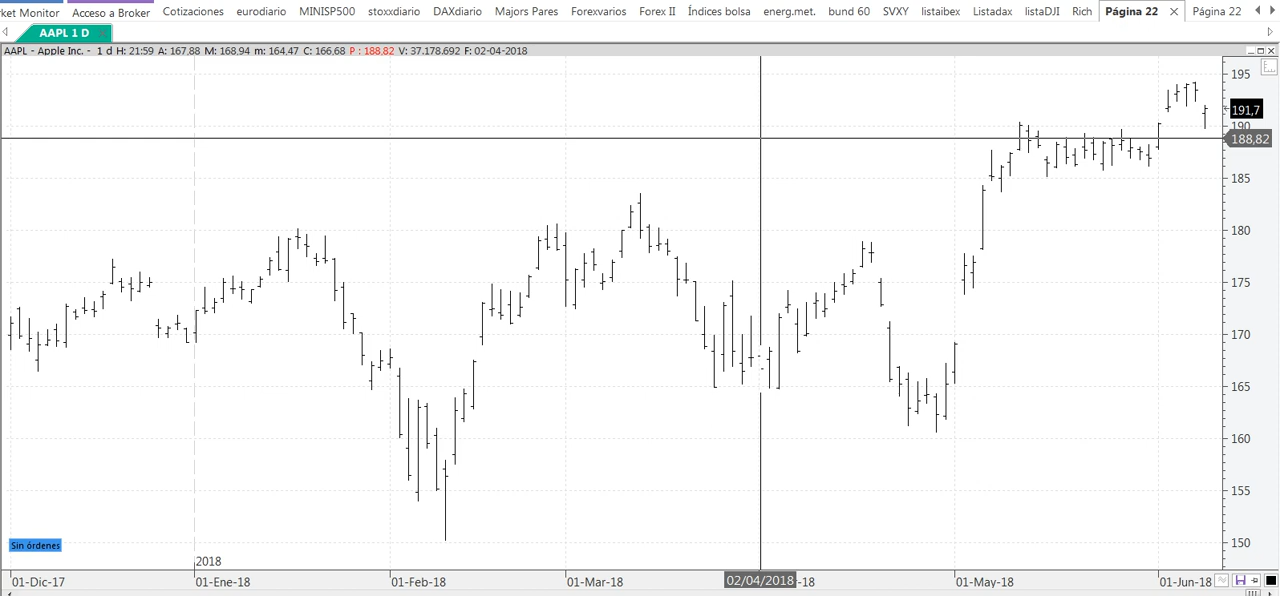 rket Monitor Acceso a Broker Cotizaciones eurodiario MINISP500 stoxxdiario DAXdiario Majors Pares Forexvarios Forex II Índices bolsa energ.met. bund 60 SVXY listaibex Listadax listaDJI Rich Página 22 Página 22
AAPL 1 D
AAPL - Apple Inc. - 1 d H: 21:59 A: 167,88 M: 168,94 m: 164,47 C: 166,68 P : 188,82 V: 37.178.692 F: 02-04-2018
195
191,7
190
188,82
185
180
175
170
165
160
155
150
Sin órdenes
2018
01-Dic-17 01-Ene-18 01-Feb-18 01-Mar-18 02/04/2018 -18 01-May-18 01-Jun-18